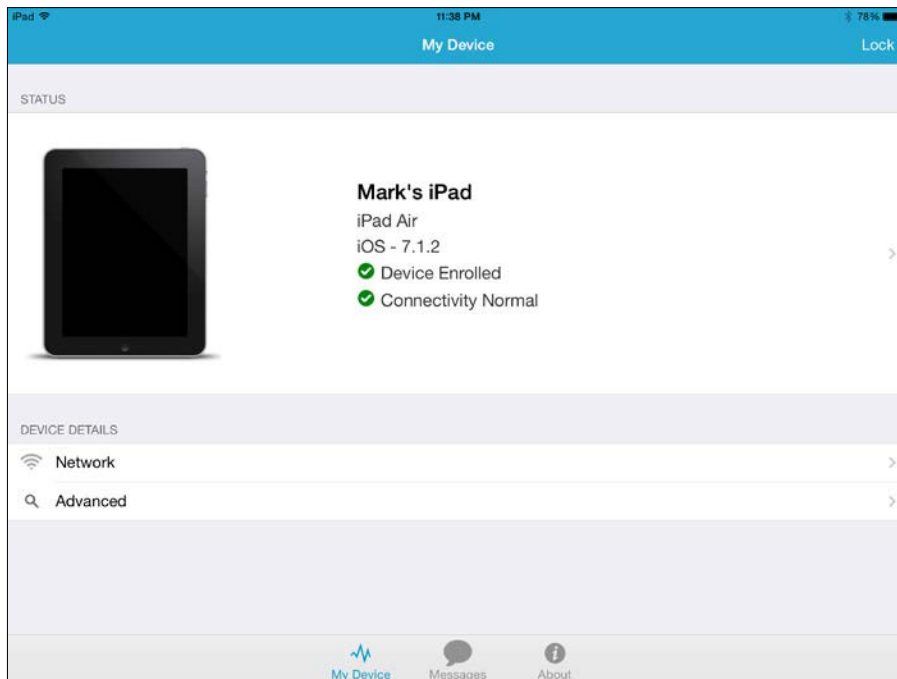 iPad 11:38 PM 78%
My Device Lock
STATUS
Mark's iPad
iPad Air
iOS - 7.1.2
Device Enrolled
Connectivity Normal
DEVICE DETAILS
Network
Advanced
My Device Messages About